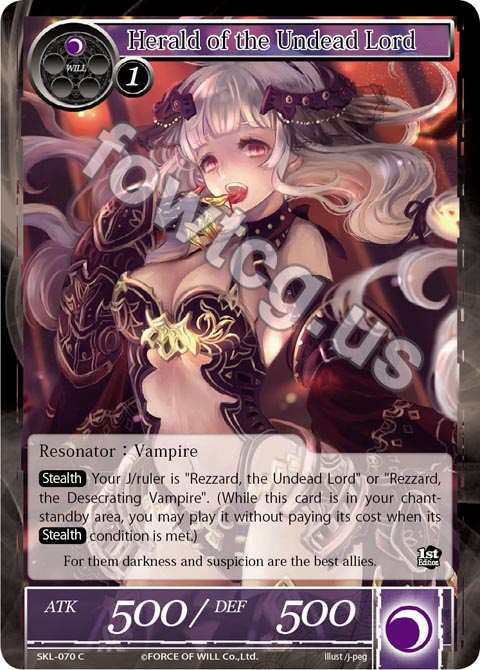 Herald of the Undead Lord
WILL
1
fowtcg.us
Resonator : Vampire
Stealth Your J/ruler is "Rezzard, the Undead Lord" or "Rezzard,
the Desecrating Vampire". (While this card is in your chant-
standby area, you may play it without paying its cost when its
Stealth condition is met.)
For them darkness and suspicion are the best allies.
1st
Edition
ATK 500 / DEF 500
SKL-070 C ©FORCE OF WILL Co.,Ltd. Illust /J-peg